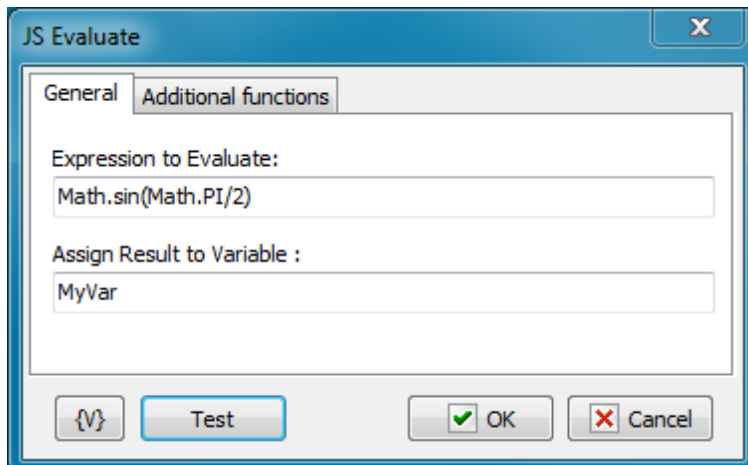 JS Evaluate
General Additional functions
Expression to Evaluate:
Math.sin(Math.PI/2)
Assign Result to Variable :
MyVar
{V} Test OK Cancel